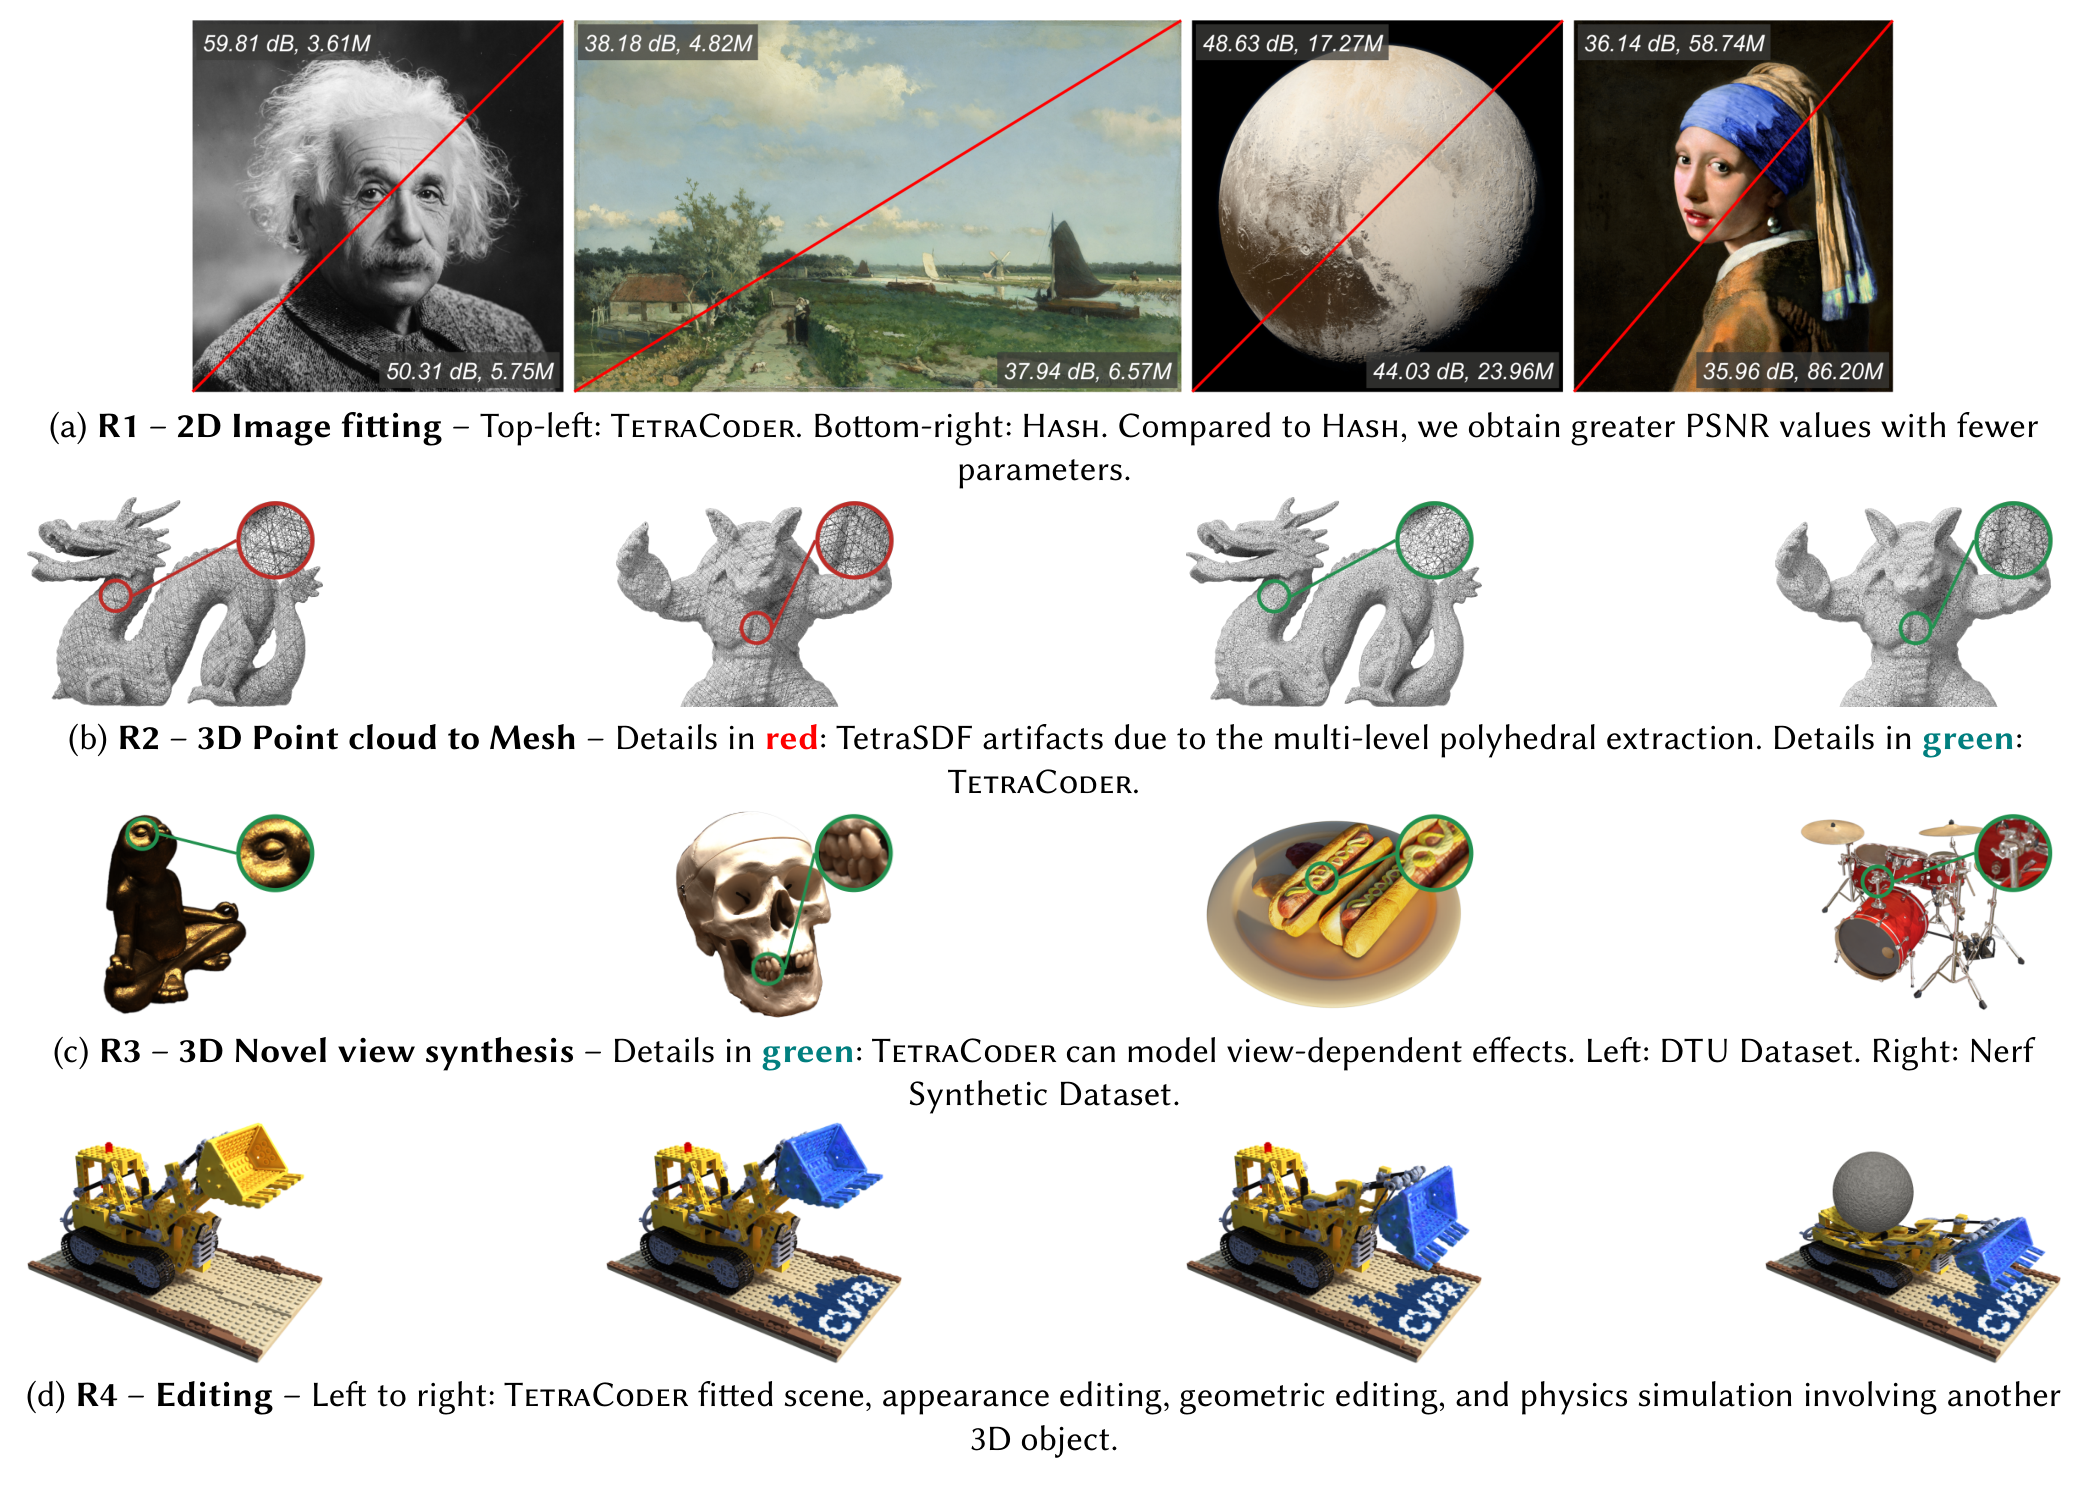 59.81 dB, 3.61M
38.18 dB, 4.82M
48.63 dB, 17.27M
36.14 dB, 58.74M
50.31 dB, 5.75M
37.94 dB, 6.57M
44.03 dB, 23.96M
35.96 dB, 86.20M
(a) R1 – 2D Image fitting – Top-left: TETRACODER. Bottom-right: HASH. Compared to HASH, we obtain greater PSNR values with fewer
parameters.
(b) R2 – 3D Point cloud to Mesh – Details in red: TetraSDF artifacts due to the multi-level polyhedral extraction. Details in green:
TETRACODER.
(c) R3 – 3D Novel view synthesis – Details in green: TETRACODER can model view-dependent effects. Left: DTU Dataset. Right: Nerf
Synthetic Dataset.
CVPR
CVPR
CVPR
(d) R4 – Editing – Left to right: TETRACODER fitted scene, appearance editing, geometric editing, and physics simulation involving another
3D object.